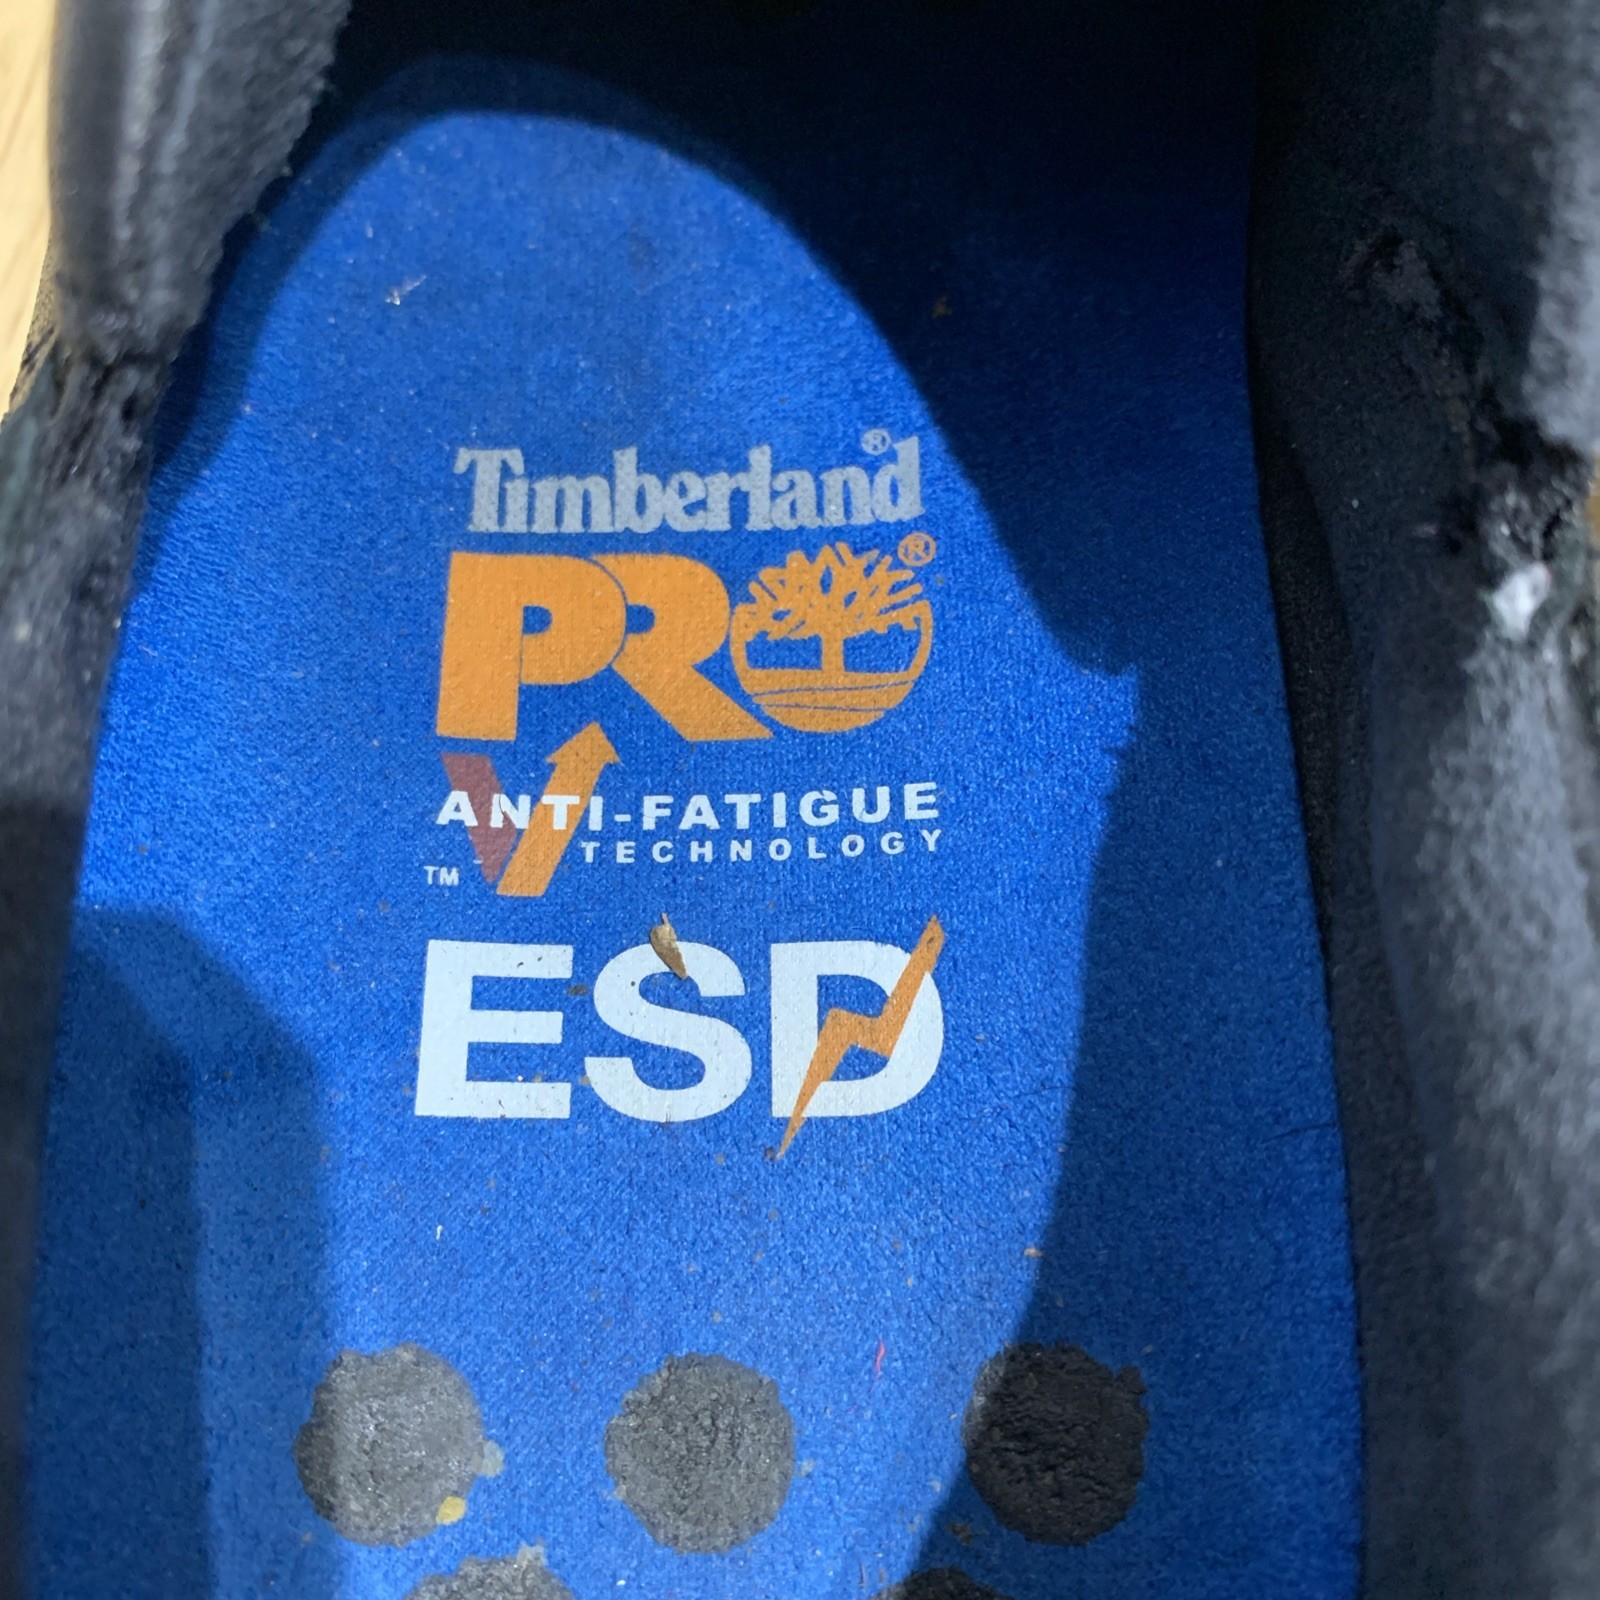 Timberland®
PRO®
ANTI-FATIGUE
TECHNOLOGY
TM
ESD